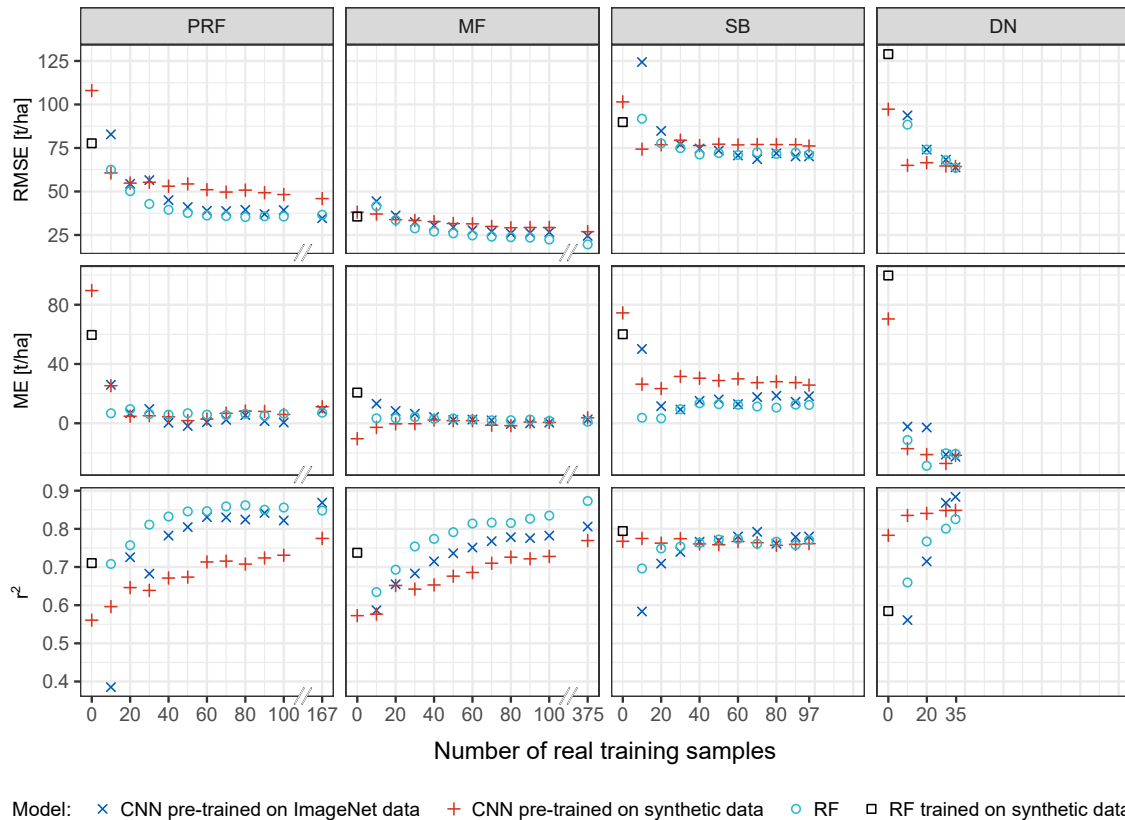 PRF MF SB DN
RMSE [t/ha]
125
100
75
50
25
ME [t/ha]
80
40
0
r²
0.9
0.8
0.7
0.6
0.5
0.4
0 20 40 60 80 100 167 0 20 40 60 80 100 375 0 20 40 60 80 97 0 20 35
Number of real training samples
Model: CNN pre-trained on ImageNet data CNN pre-trained on synthetic data RF RF trained on synthetic data